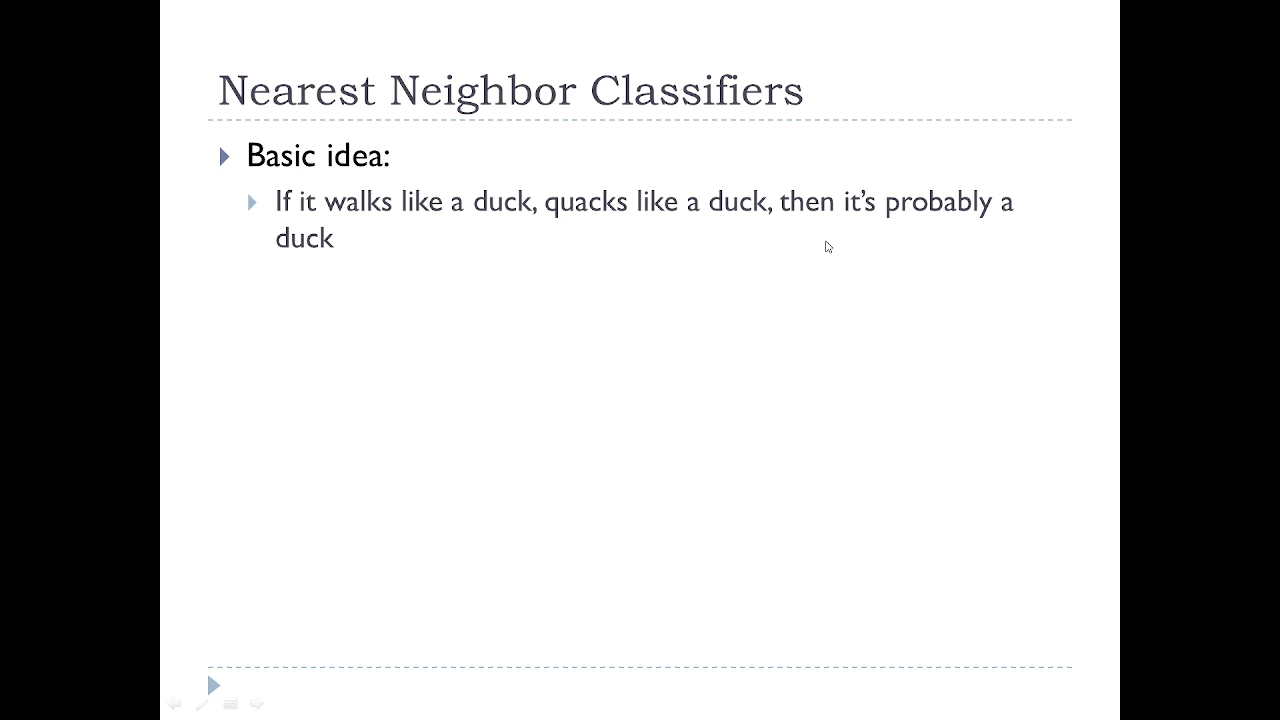 Nearest Neighbor Classifiers
Basic idea:
If it walks like a duck, quacks like a duck, then it’s probably a
duck